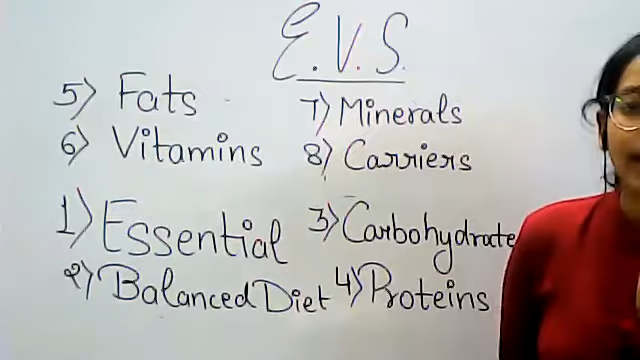 E.V.S.
5) Fats
6) Vitamins
7) Minerals
8) Carriers
1) Essential
2) Balanced Diet
3) Carbohydrate
4) Proteins